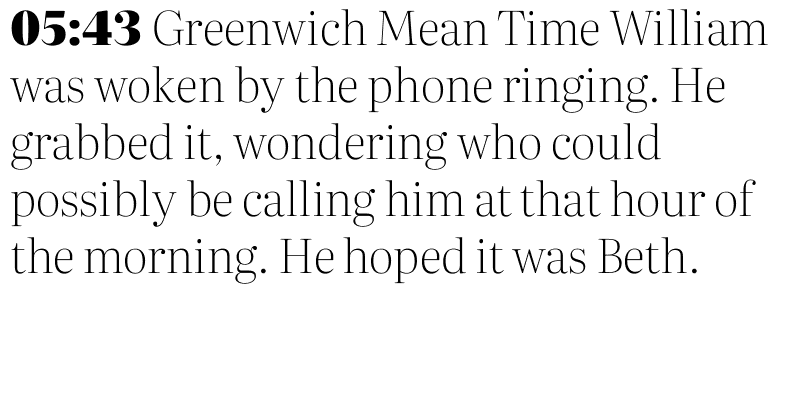 05:43 Greenwich Mean Time William
was woken by the phone ringing. He
grabbed it, wondering who could
possibly be calling him at that hour of
the morning. He hoped it was Beth.